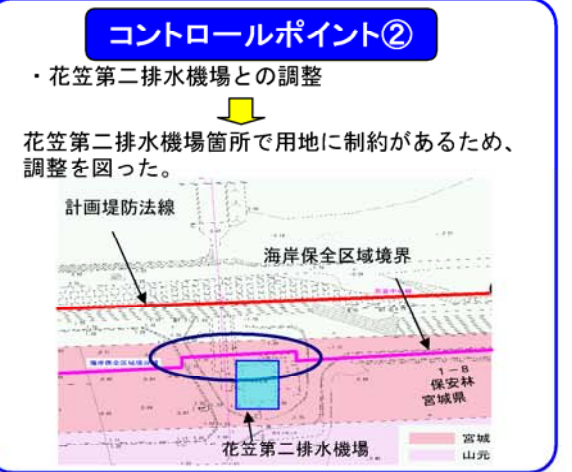 コントロールポイント②
・花笠第二排水機場との調整
花笠第二排水機場箇所で用地に制約があるため、
調整を図った。
計画堤防法線
海岸保全区域境界
1-8
保安林
宮城県
花笠第二排水機場
宮城
山元